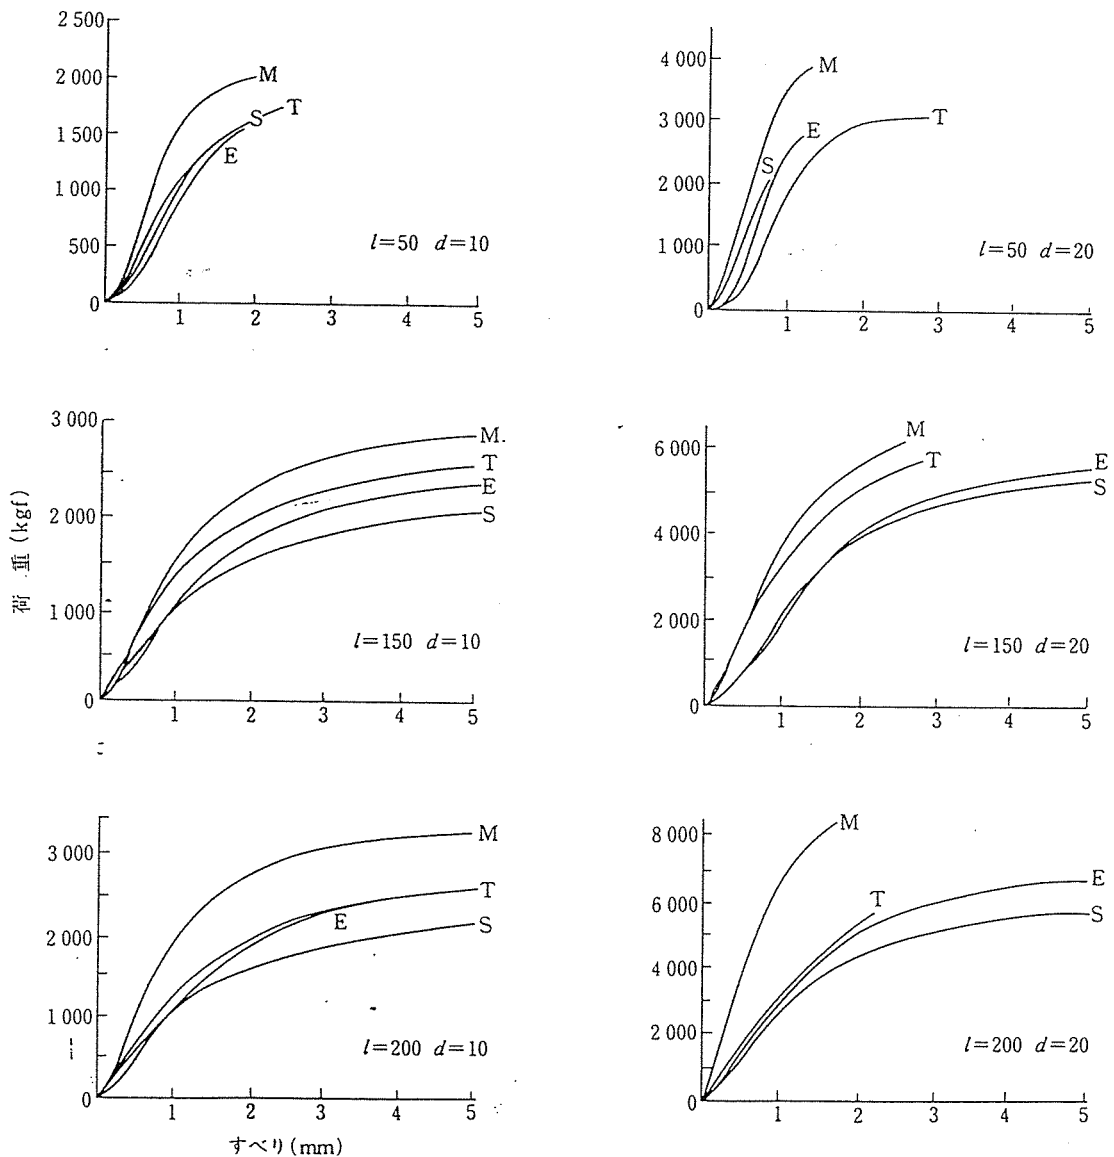 2 500
2 000
1 500
1 000
500
0
1
2
3
4
5
M
T
S
E
l=50 d=10
4 000
3 000
2 000
1 000
0
1
2
3
4
5
M
T
E
S
l=50 d=20
荷 重 (kgf)
3 000
2 000
1 000
0
1
2
3
4
5
M.
T
E
S
l=150 d=10
6 000
4 000
2 000
0
1
2
3
4
5
M
T
E
S
l=150 d=20
3 000
2 000
1 000
0
1
2
3
4
5
M
T
E
S
l=200 d=10
8 000
6 000
4 000
2 000
0
1
2
3
4
5
M
E
T
S
l=200 d=20
すべり (mm)